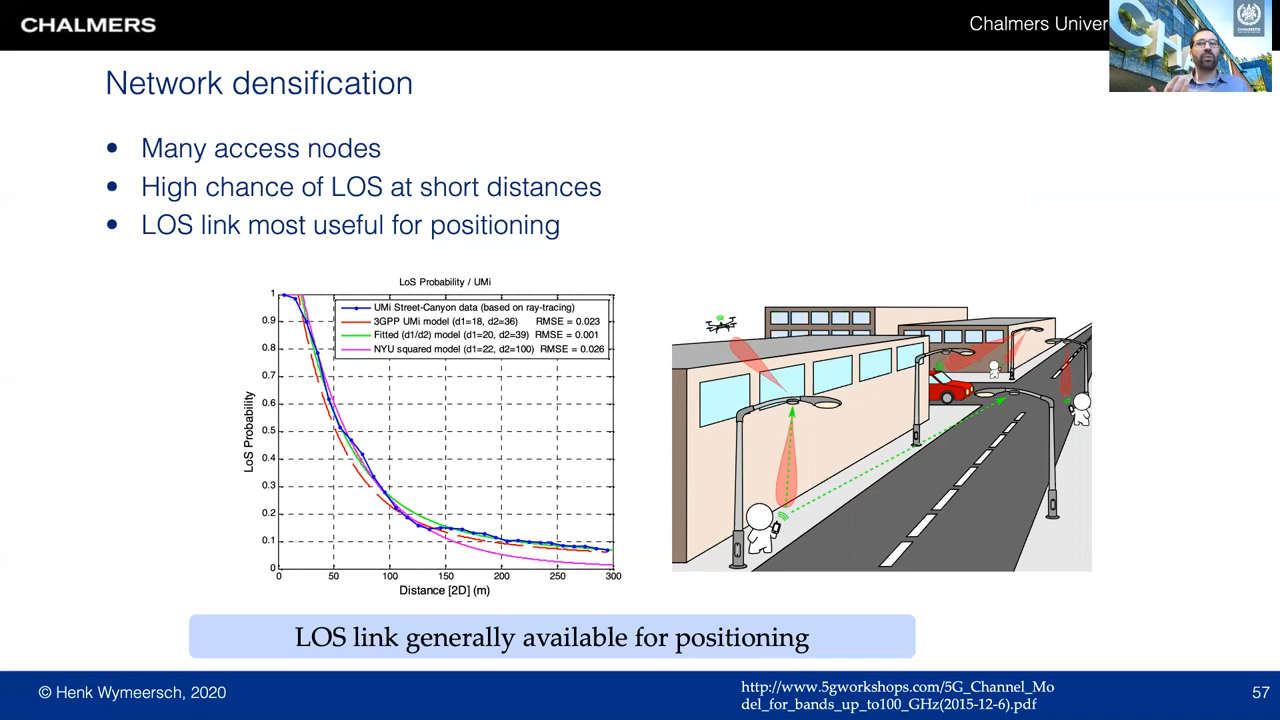 CHALMERS
Chalmers Univer
Network densification
• Many access nodes
• High chance of LOS at short distances
• LOS link most useful for positioning
LoS Probability / UMi
UMi Street-Canyon data (based on ray-tracing)
3GPP UMi model (d1=18, d2=36) RMSE = 0.023
Fitted (d1/d2) model (d1=20, d2=39) RMSE = 0.001
NYU squared model (d1=22, d2=100) RMSE = 0.026
LoS Probability
1
0.9
0.8
0.7
0.6
0.5
0.4
0.3
0.2
0.1
0
0 50 100 150 200 250 300
Distance [2D] (m)
LOS link generally available for positioning
© Henk Wymeersch, 2020
http://www.5gworkshops.com/5G_Channel_Mo
del_for_bands_up_to100_GHz(2015-12-6).pdf
57